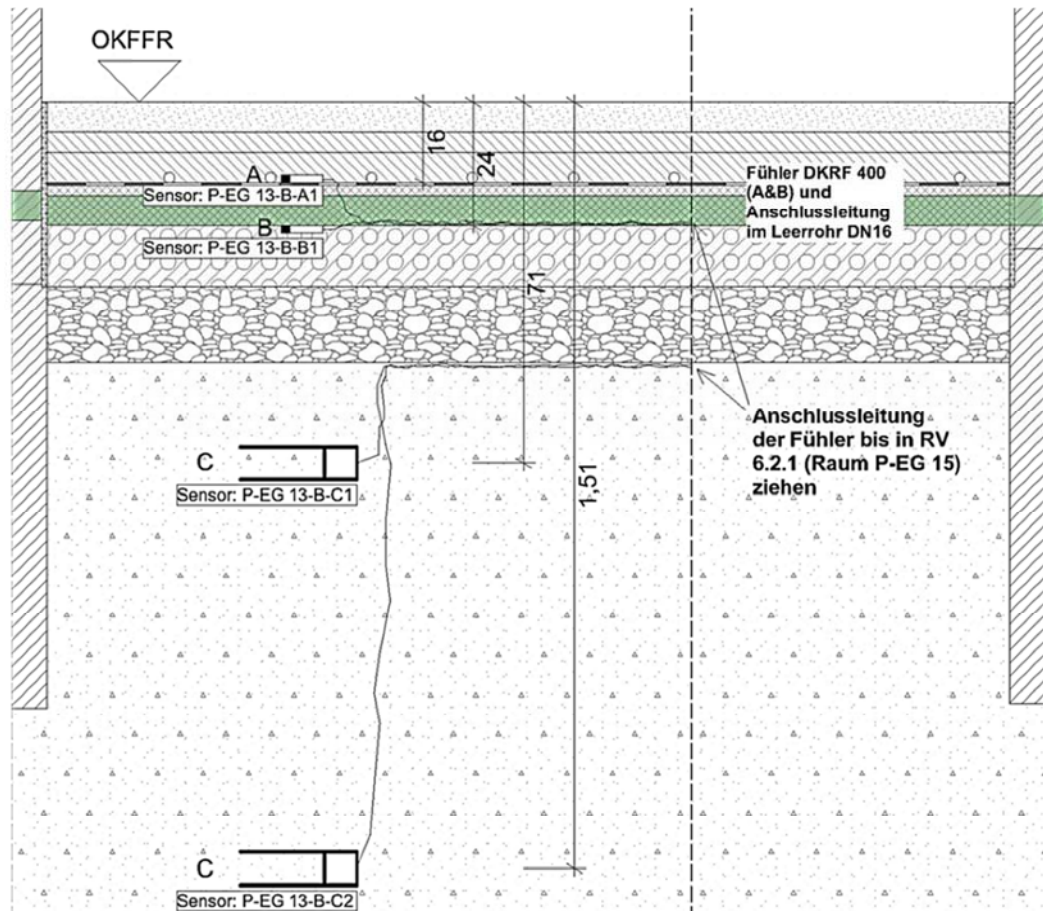 OKFFR
16
24
A
Sensor: P-EG 13-B-A1
B
Sensor: P-EG 13-B-B1
Fühler DKRF 400
(A&B) und
Anschlussleitung
im Leerrohr DN16
71
Anschlussleitung
der Fühler bis in RV
6.2.1 (Raum P-EG 15)
ziehen
C
Sensor: P-EG 13-B-C1
1,51
C
Sensor: P-EG 13-B-C2